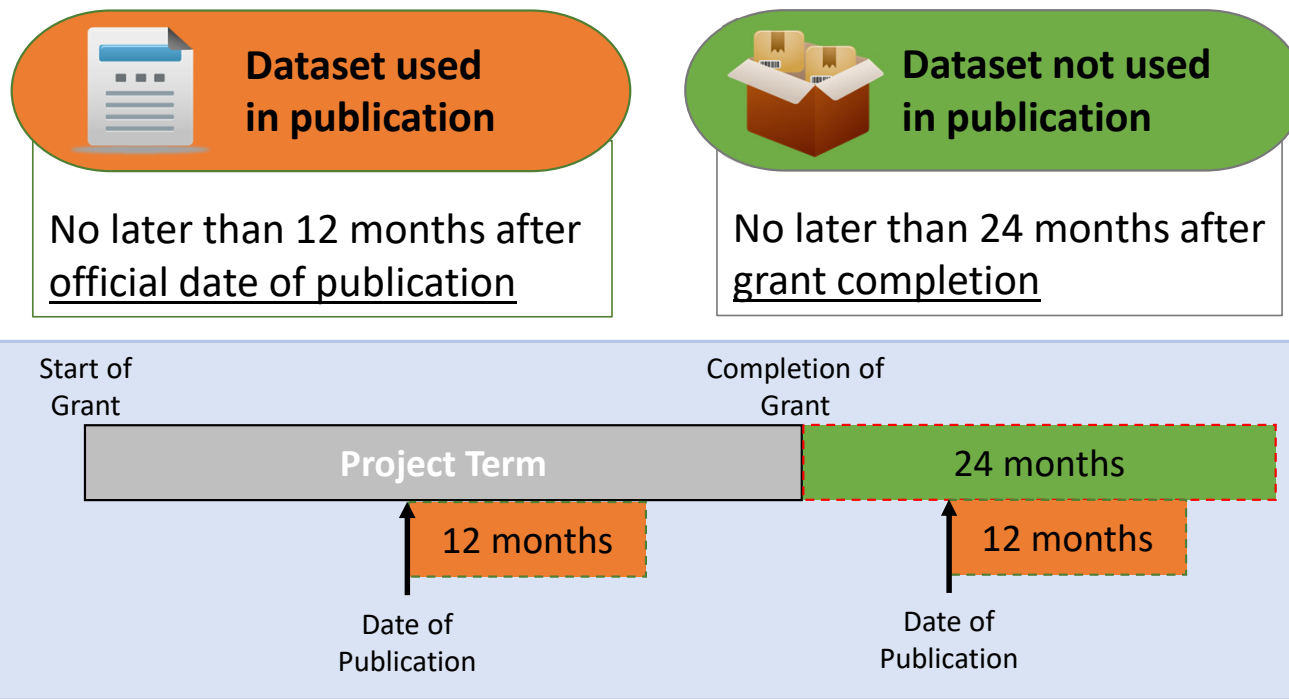 Dataset used
in publication
No later than 12 months after
official date of publication
Dataset not used
in publication
No later than 24 months after
grant completion
Start of
Grant
Completion of
Grant
Project Term
24 months
12 months
12 months
Date of
Publication
Date of
Publication